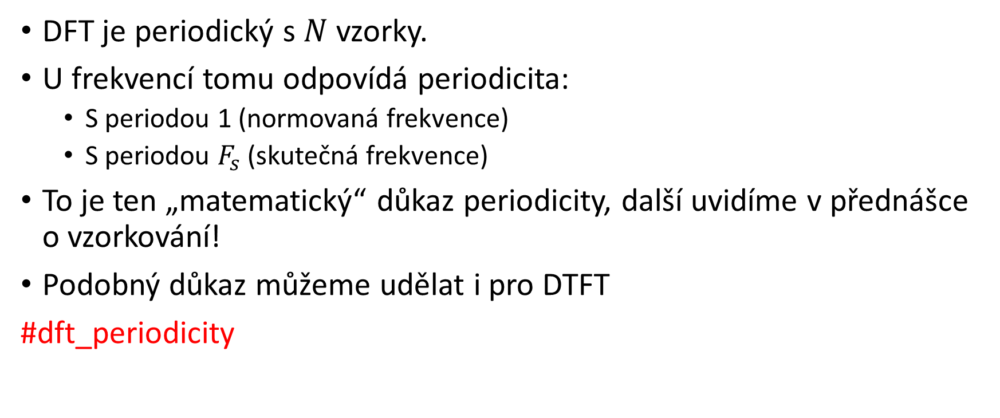 • DFT je periodický s N vzorky.
• U frekvencí tomu odpovídá periodicita:
• S periodou 1 (normovaná frekvence)
• S periodou Fₛ (skutečná frekvence)
• To je ten „matematický“ důkaz periodicity, další uvidíme v přednášce
o vzorkování!
• Podobný důkaz můžeme udělat i pro DTFT
#dft_periodicity